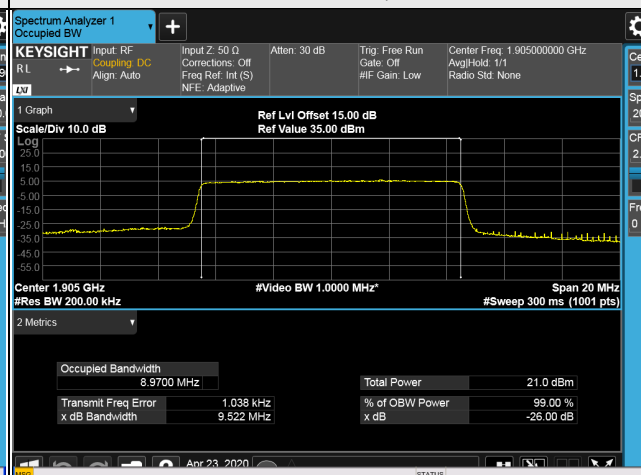 Spectrum Analyzer 1
Occupied BW
+
KEYSIGHT
RL
LXI
Input: RF
Coupling: DC
Align: Auto
Input Z: 50 Ω
Corrections: Off
Freq Ref: Int (S)
NFE: Adaptive
Atten: 30 dB
Trig: Free Run
Gate: Off
#IF Gain: Low
Center Freq: 1.905000000 GHz
Avg|Hold: 1/1
Radio Std: None
1 Graph
Scale/Div 10.0 dB
Ref Lvl Offset 15.00 dB
Ref Value 35.00 dBm
Log
25.0
15.0
5.00
-5.00
-15.0
-25.0
-35.0
-45.0
-55.0
Center 1.905 GHz
#Video BW 1.0000 MHz*
Span 20 MHz
#Res BW 200.00 kHz
#Sweep 300 ms (1001 pts)
2 Metrics
Occupied Bandwidth
8.9700 MHz
Total Power 21.0 dBm
Transmit Freq Error 1.038 kHz
% of OBW Power 99.00 %
x dB Bandwidth 9.522 MHz
x dB -26.00 dB
Apr 23, 2020
MSG
STATUS